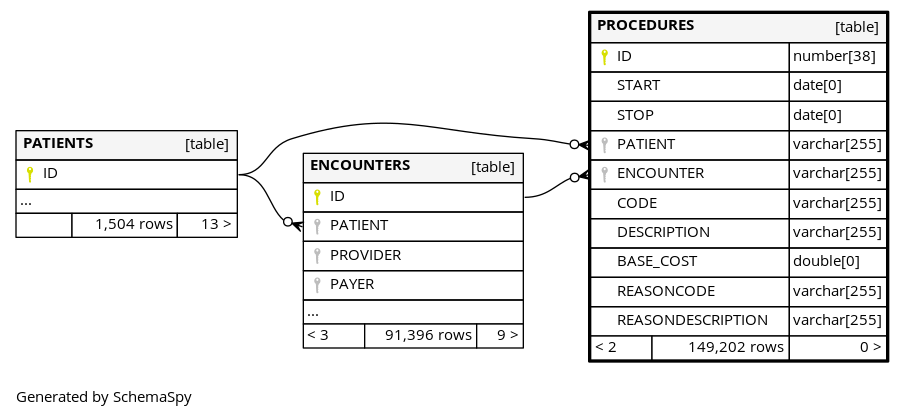 PATIENTS [table]
ID
...
1,504 rows 13 >
ENCOUNTERS [table]
ID
PATIENT
PROVIDER
PAYER
...
< 3 91,396 rows 9 >
PROCEDURES [table]
ID number[38]
START date[0]
STOP date[0]
PATIENT varchar[255]
ENCOUNTER varchar[255]
CODE varchar[255]
DESCRIPTION varchar[255]
BASE_COST double[0]
REASONCODE varchar[255]
REASONDESCRIPTION varchar[255]
< 2 149,202 rows 0 >
Generated by SchemaSpy